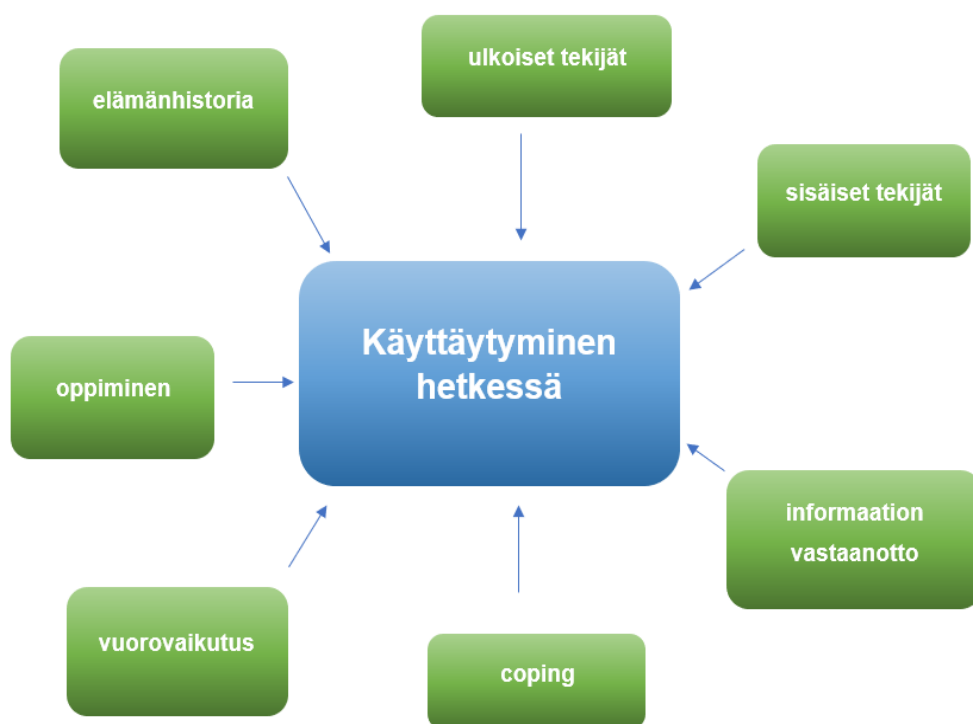 ulkoiset tekijät
elämänhistoria
sisäiset tekijät
Käyttäytyminen
hetkessä
oppiminen
informaation
vastaanotto
vuorovaikutus
coping